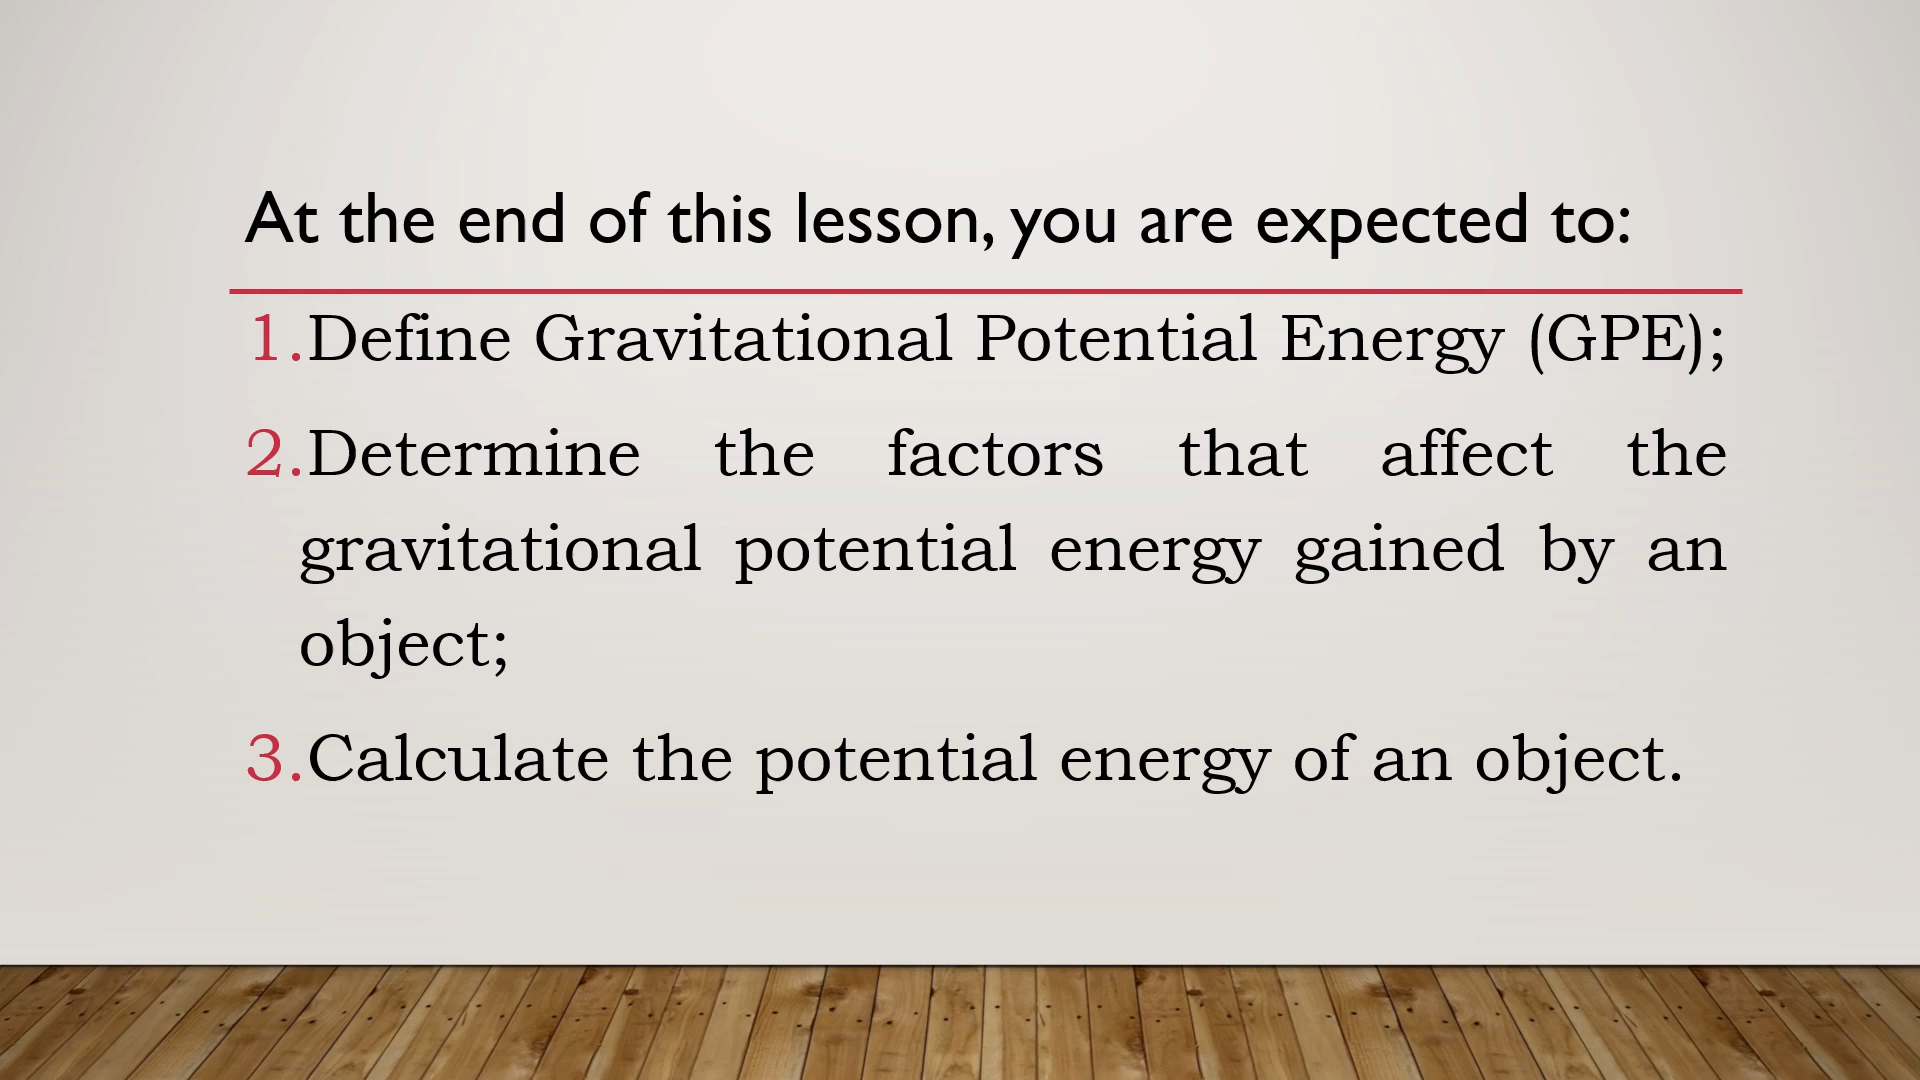 At the end of this lesson, you are expected to:
1.Define Gravitational Potential Energy (GPE);
2.Determine the factors that affect the
gravitational potential energy gained by an
object;
3.Calculate the potential energy of an object.